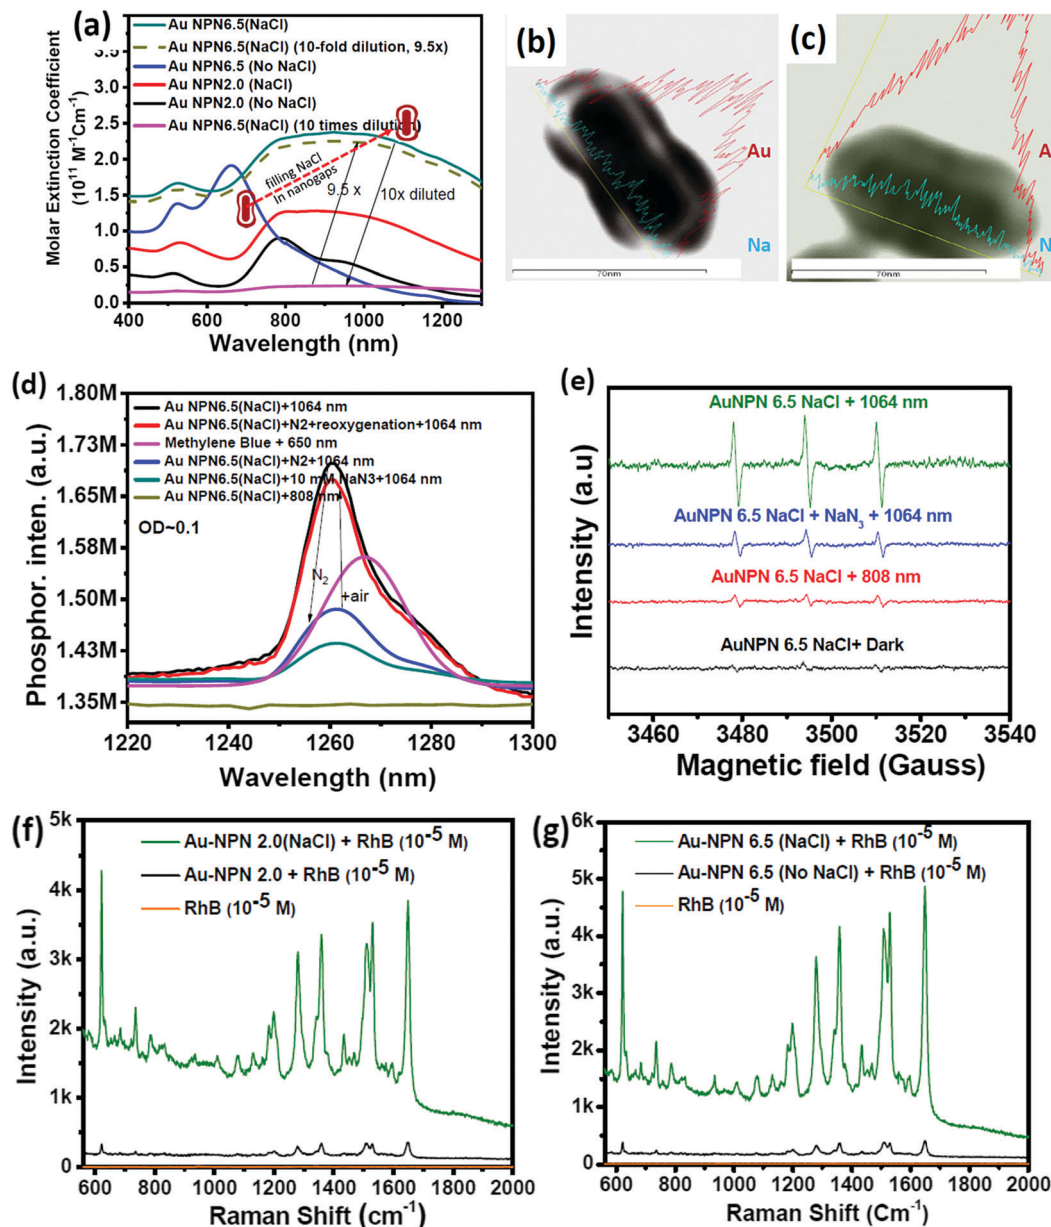 (a)
Au NPN6.5(NaCl)
Au NPN6.5(NaCl) (10-fold dilution, 9.5x)
Au NPN6.5 (No NaCl)
Au NPN2.0 (NaCl)
Au NPN2.0 (No NaCl)
Au NPN6.5(NaCl) (10 times dilution)
3.5
3.0
2.5
2.0
1.5
1.0
0.5
0.0
Molar Extinction Coefficient
(10¹¹ M⁻¹Cm⁻¹)
filling NaCl
In nanogaps
9.5 x
10x diluted
400 600 800 1000 1200
Wavelength (nm)
(b)
Au
Na
70nm
(c)
A
N
70nm
(d)
1.80M
1.73M
1.65M
1.58M
1.50M
1.43M
1.35M
Phosphor. inten. (a.u.)
Au NPN6.5(NaCl)+1064 nm
Au NPN6.5(NaCl)+N2+reoxygenation+1064 nm
Methylene Blue + 650 nm
Au NPN6.5(NaCl)+N2+1064 nm
Au NPN6.5(NaCl)+10 mM NaN3+1064 nm
Au NPN6.5(NaCl)+808 nm
OD~0.1
N₂
+air
1220 1240 1260 1280 1300
Wavelength (nm)
(e)
AuNPN 6.5 NaCl + 1064 nm
AuNPN 6.5 NaCl + NaN₃ + 1064 nm
AuNPN 6.5 NaCl + 808 nm
AuNPN 6.5 NaCl+ Dark
Intensity (a.u)
3460 3480 3500 3520 3540
Magnetic field (Gauss)
(f)
5k
4k
3k
2k
1k
0
Intensity (a.u.)
Au-NPN 2.0(NaCl) + RhB (10⁻⁵ M)
Au-NPN 2.0 + RhB (10⁻⁵ M)
RhB (10⁻⁵ M)
600 800 1000 1200 1400 1600 1800 2000
Raman Shift (cm⁻¹)
(g)
6k
5k
4k
3k
2k
1k
0
Intensity (a.u.)
Au-NPN 6.5 (NaCl) + RhB (10⁻⁵ M)
Au-NPN 6.5 (No NaCl) + RhB (10⁻⁵ M)
RhB (10⁻⁵ M)
600 800 1000 1200 1400 1600 1800 2000
Raman Shift (Cm⁻¹)